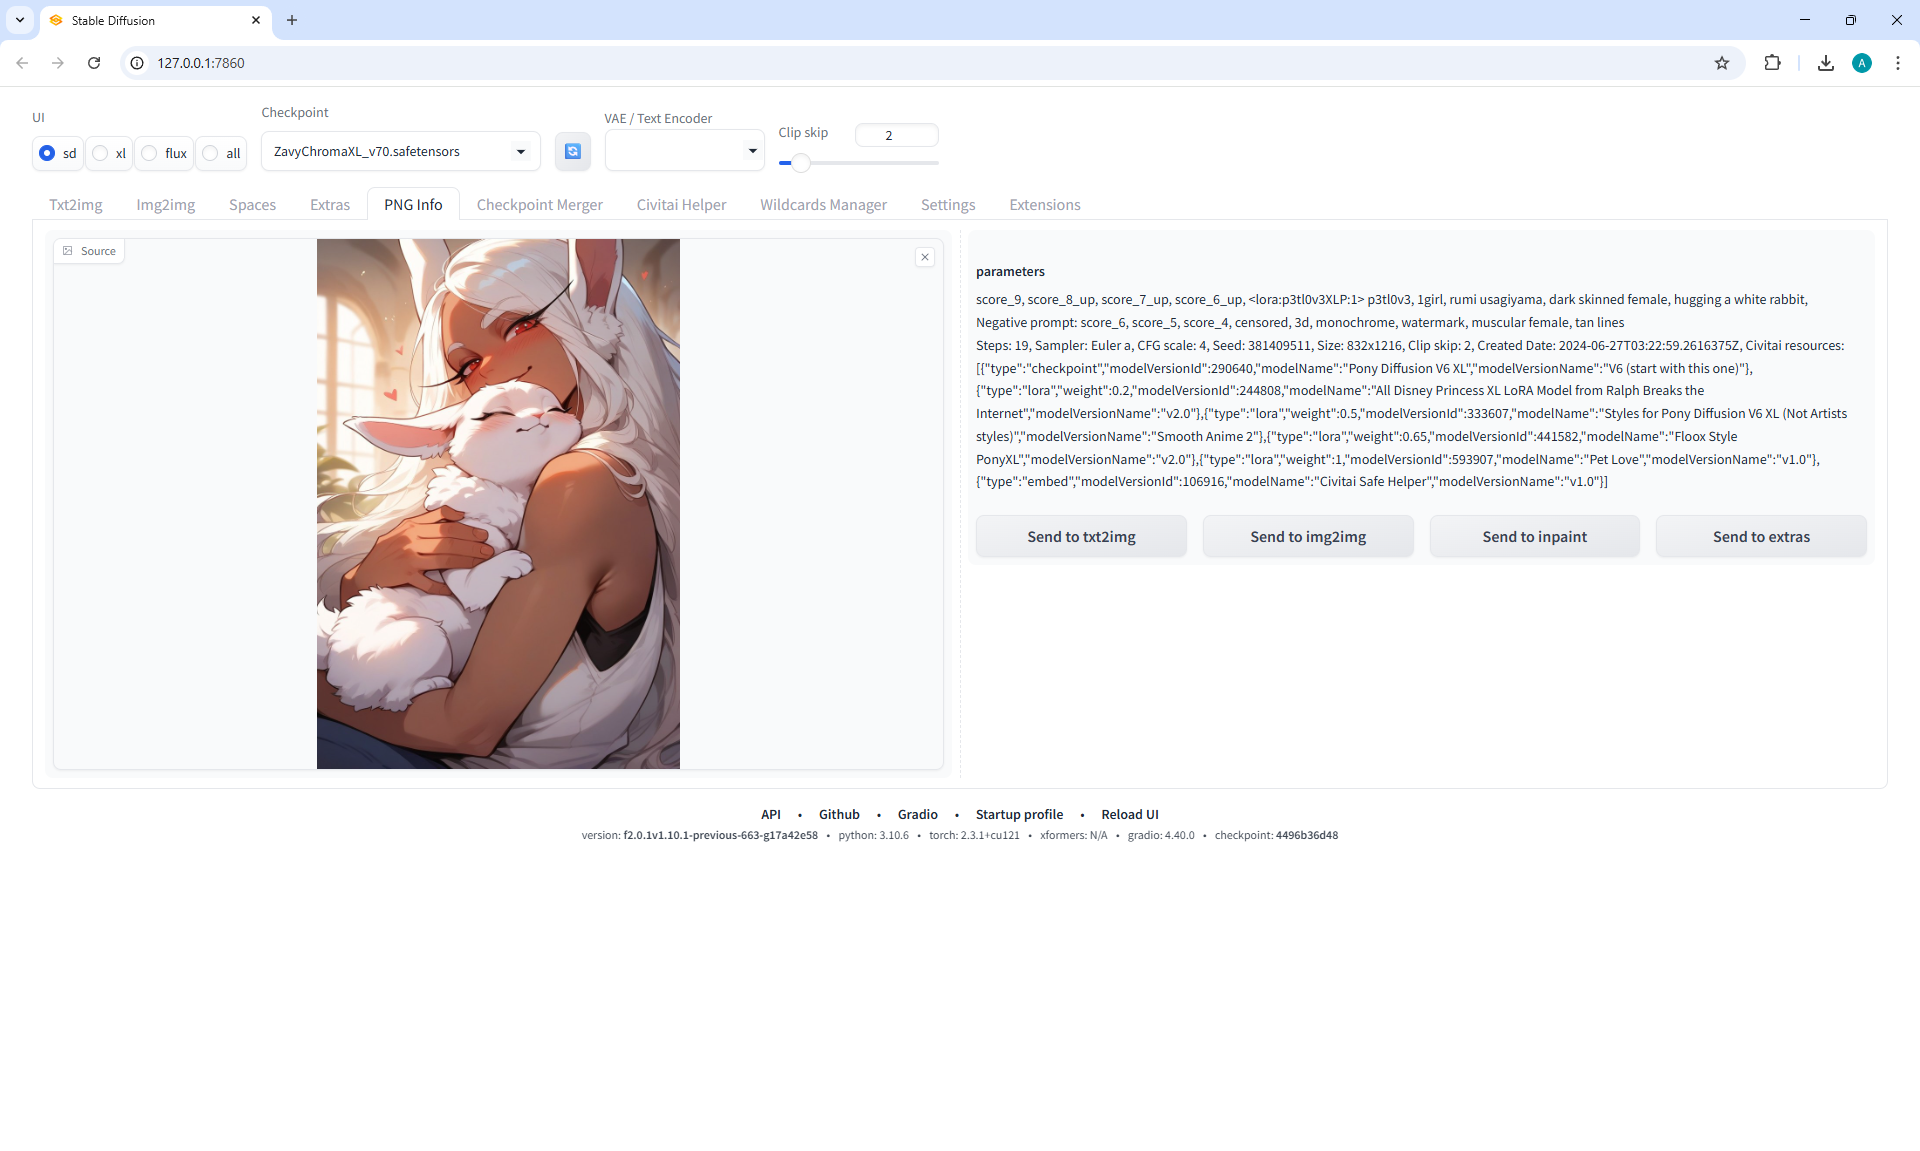 Stable Diffusion
127.0.0.1:7860
A
UI
sd
xl
flux
all
Checkpoint
ZavyChromaXL_v70.safetensors
VAE / Text Encoder
Clip skip
2
Txt2img
Img2img
Spaces
Extras
PNG Info
Checkpoint Merger
Civitai Helper
Wildcards Manager
Settings
Extensions
Source
parameters
score_9, score_8_up, score_7_up, score_6_up, <lora:p3tl0v3XLP:1> p3tl0v3, 1girl, rumi usagiyama, dark skinned female, hugging a white rabbit,
Negative prompt: score_6, score_5, score_4, censored, 3d, monochrome, watermark, muscular female, tan lines
Steps: 19, Sampler: Euler a, CFG scale: 4, Seed: 381409511, Size: 832x1216, Clip skip: 2, Created Date: 2024-06-27T03:22:59.2616375Z, Civitai resources:
[{"type":"checkpoint","modelVersionId":290640,"modelName":"Pony Diffusion V6 XL","modelVersionName":"V6 (start with this one)"},
{"type":"lora","weight":0.2,"modelVersionId":244808,"modelName":"All Disney Princess XL LoRA Model from Ralph Breaks the
Internet","modelVersionName":"v2.0"},{"type":"lora","weight":0.5,"modelVersionId":333607,"modelName":"Styles for Pony Diffusion V6 XL (Not Artists
styles)","modelVersionName":"Smooth Anime 2"},{"type":"lora","weight":0.65,"modelVersionId":441582,"modelName":"Floox Style
PonyXL","modelVersionName":"v2.0"},{"type":"lora","weight":1,"modelVersionId":593907,"modelName":"Pet Love","modelVersionName":"v1.0"},
{"type":"embed","modelVersionId":106916,"modelName":"Civitai Safe Helper","modelVersionName":"v1.0"}]
Send to txt2img
Send to img2img
Send to inpaint
Send to extras
API • Github • Gradio • Startup profile • Reload UI
version: f2.0.1v1.10.1-previous-663-g17a42e58 • python: 3.10.6 • torch: 2.3.1+cu121 • xformers: N/A • gradio: 4.40.0 • checkpoint: 4496b36d48